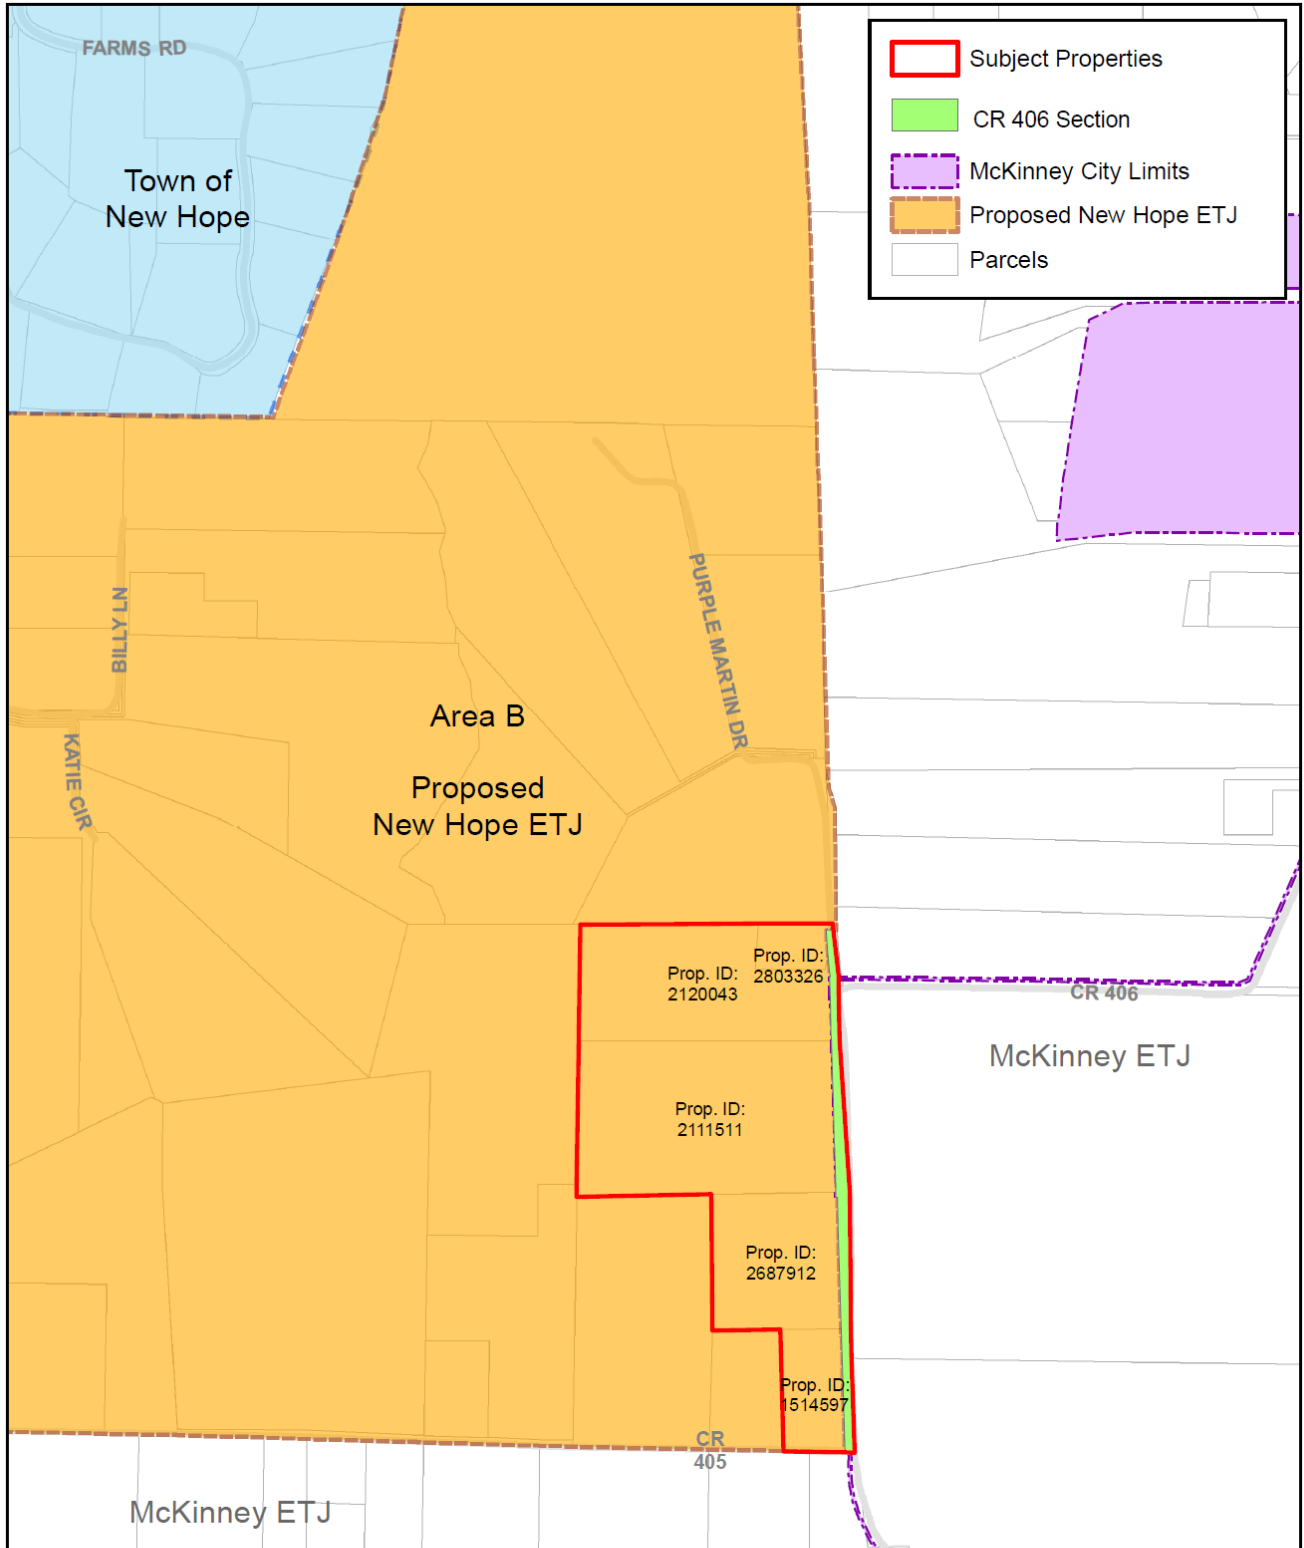 FARMS RD
Town of
New Hope
Subject Properties
CR 406 Section
McKinney City Limits
Proposed New Hope ETJ
Parcels
BILLY LN
PURPLE MARTIN DR
KATIE CIR
Area B
Proposed
New Hope ETJ
Prop. ID:
2120043
Prop. ID:
2803326
CR 406
McKinney ETJ
Prop. ID:
2111511
Prop. ID:
2687912
Prop. ID:
1514597
CR
405
McKinney ETJ